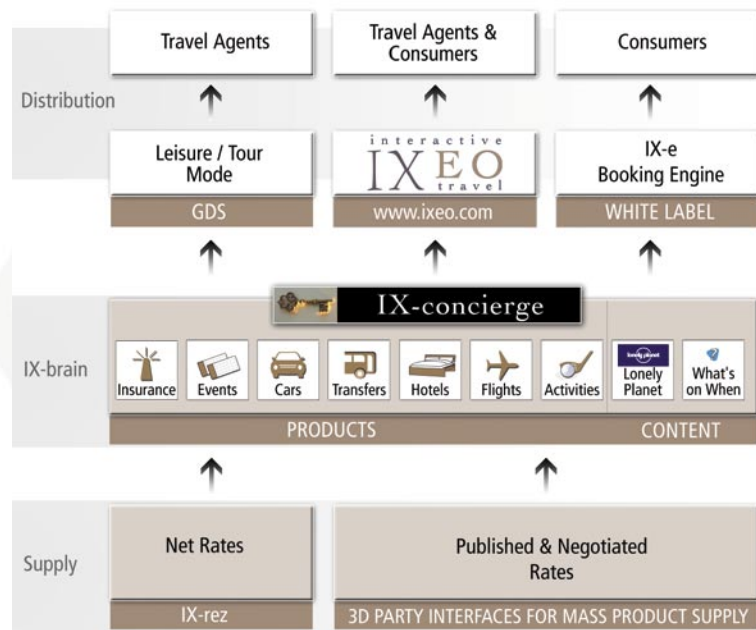 Travel Agents
Travel Agents &
Consumers
Consumers
Distribution
Leisure / Tour
Mode
GDS
interactive
IXEO
travel
www.ixeo.com
IX-e
Booking Engine
WHITE LABEL
IX-concierge
IX-brain
Insurance
Events
Cars
Transfers
Hotels
Flights
Activities
lonely planet
Lonely
Planet
What's
on When
PRODUCTS
CONTENT
Supply
Net Rates
IX-rez
Published & Negotiated
Rates
3D PARTY INTERFACES FOR MASS PRODUCT SUPPLY